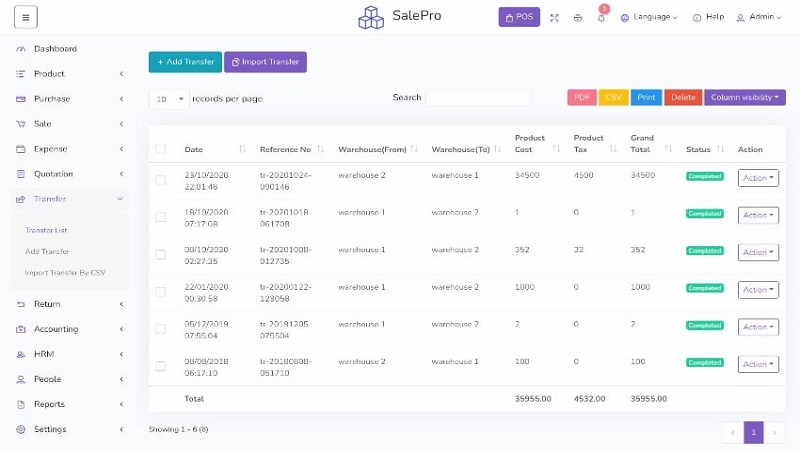 SalePro
POS
1
Language
Help
Admin
Dashboard
Product
Purchase
Sale
Expense
Quotation
Transfer
Transfer List
Add Transfer
Import Transfer By CSV
Return
Accounting
HRM
People
Reports
Settings
+ Add Transfer
Import Transfer
10 records per page
Search
PDF CSV Print Delete Column visibility
Date Reference No Warehouse(From) Warehouse(To) Product Cost Product Tax Grand Total Status Action
23/10/2020 tr-20201024- warehouse 2 warehouse 1 34500 4500 34500 Completed Action
22:01:46 090146
18/10/2020 tr-20201018- warehouse 1 warehouse 2 1 0 1 Completed Action
07:17:08 061708
08/10/2020 tr-20201008- warehouse 1 warehouse 2 352 32 352 Completed Action
02:27:35 012735
22/01/2020 tr-20200122- warehouse 1 warehouse 2 1000 0 1000 Completed Action
00:30:58 123058
05/12/2019 tr-20191205- warehouse 1 warehouse 2 2 0 2 Completed Action
07:55:04 075504
08/08/2018 tr-20180808- warehouse 2 warehouse 1 100 0 100 Completed Action
06:17:10 051710
Total 35955.00 4532.00 35955.00
Showing 1 - 6 (6)
1